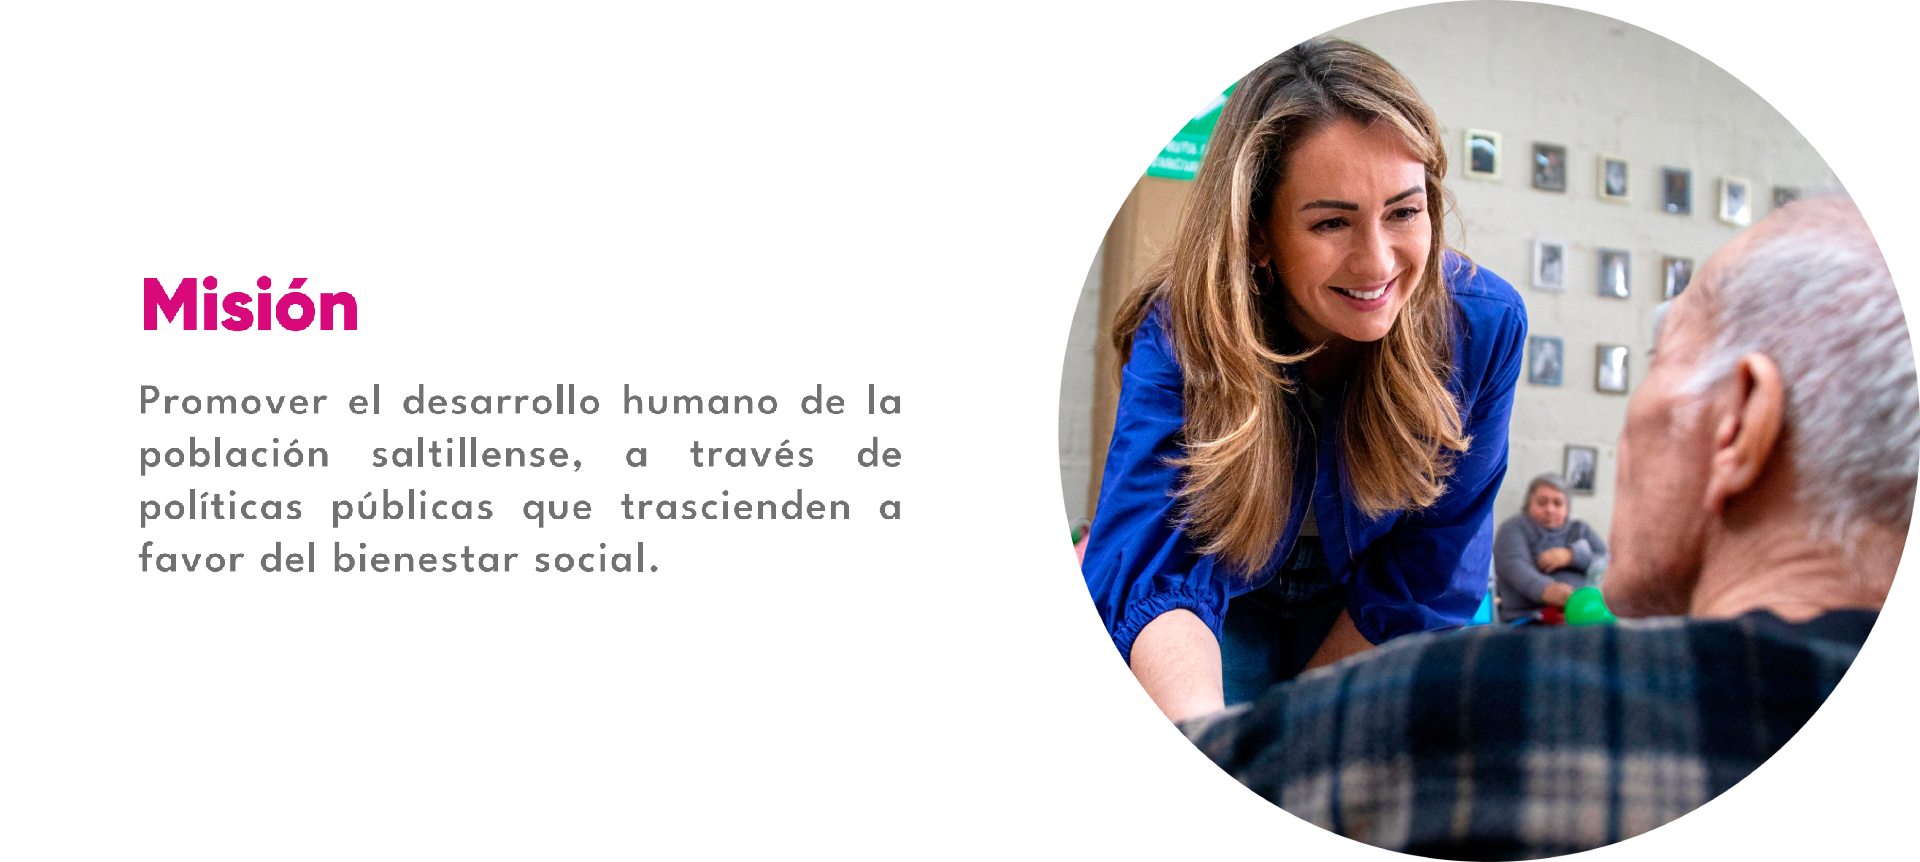 Misión
Promover el desarrollo humano de la
población saltillense, a través de
políticas públicas que trascienden a
favor del bienestar social.